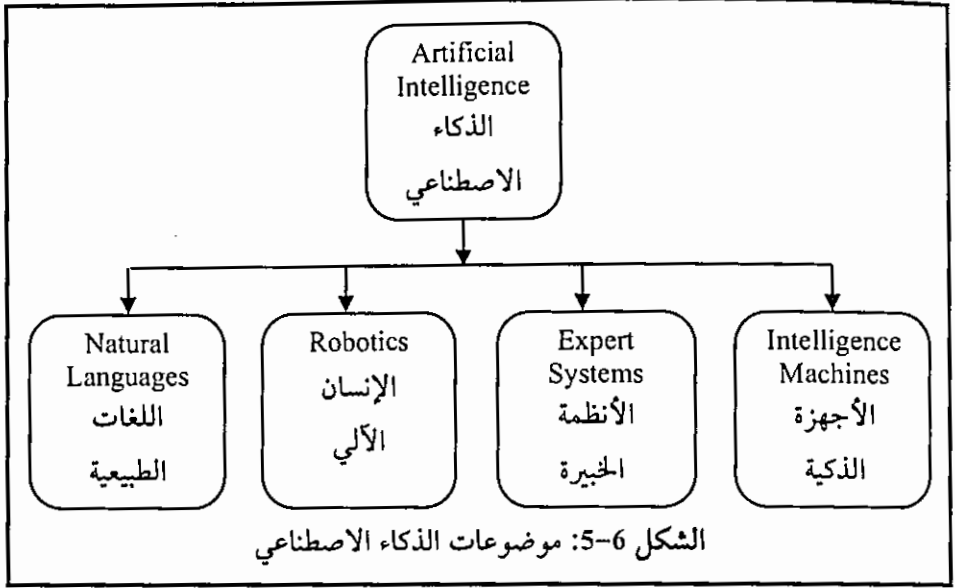 Artificial
Intelligence
الذكاء
الاصطناعي
Natural
Languages
اللغات
الطبيعية
Robotics
الإنسان
الآلي
Expert
Systems
الأنظمة
الخبيرة
Intelligence
Machines
الأجهزة
الذكية
الشكل 6-5: موضوعات الذكاء الاصطناعي